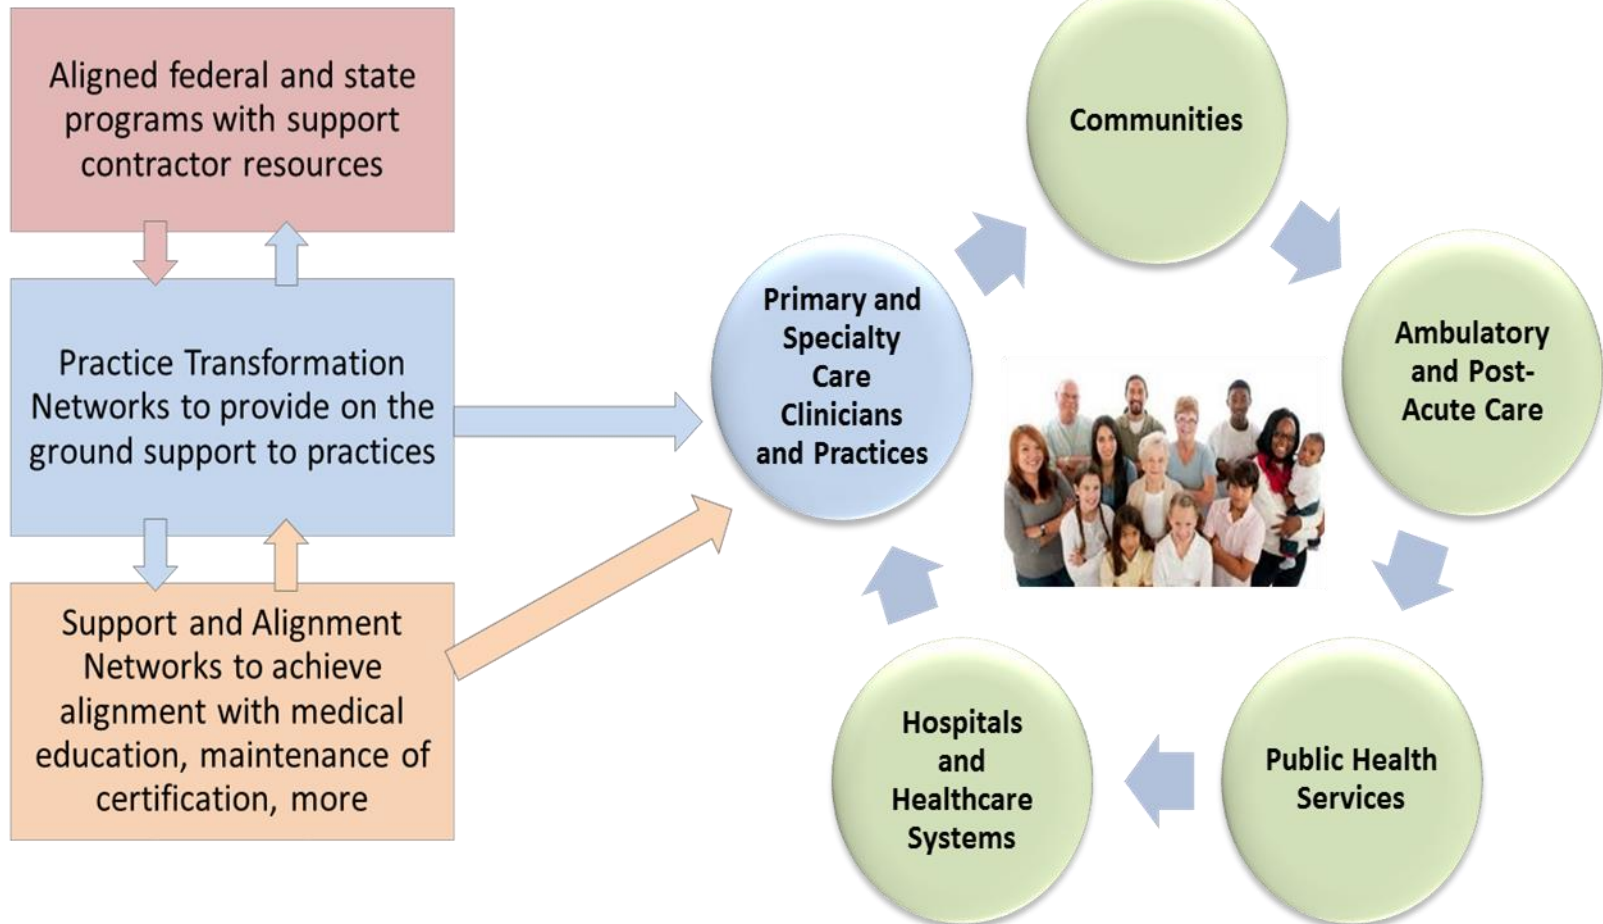 Aligned federal and state
programs with support
contractor resources
Practice Transformation
Networks to provide on the
ground support to practices
Support and Alignment
Networks to achieve
alignment with medical
education, maintenance of
certification, more
Communities
Primary and
Specialty
Care
Clinicians
and Practices
Ambulatory
and Post-
Acute Care
Hospitals
and
Healthcare
Systems
Public Health
Services